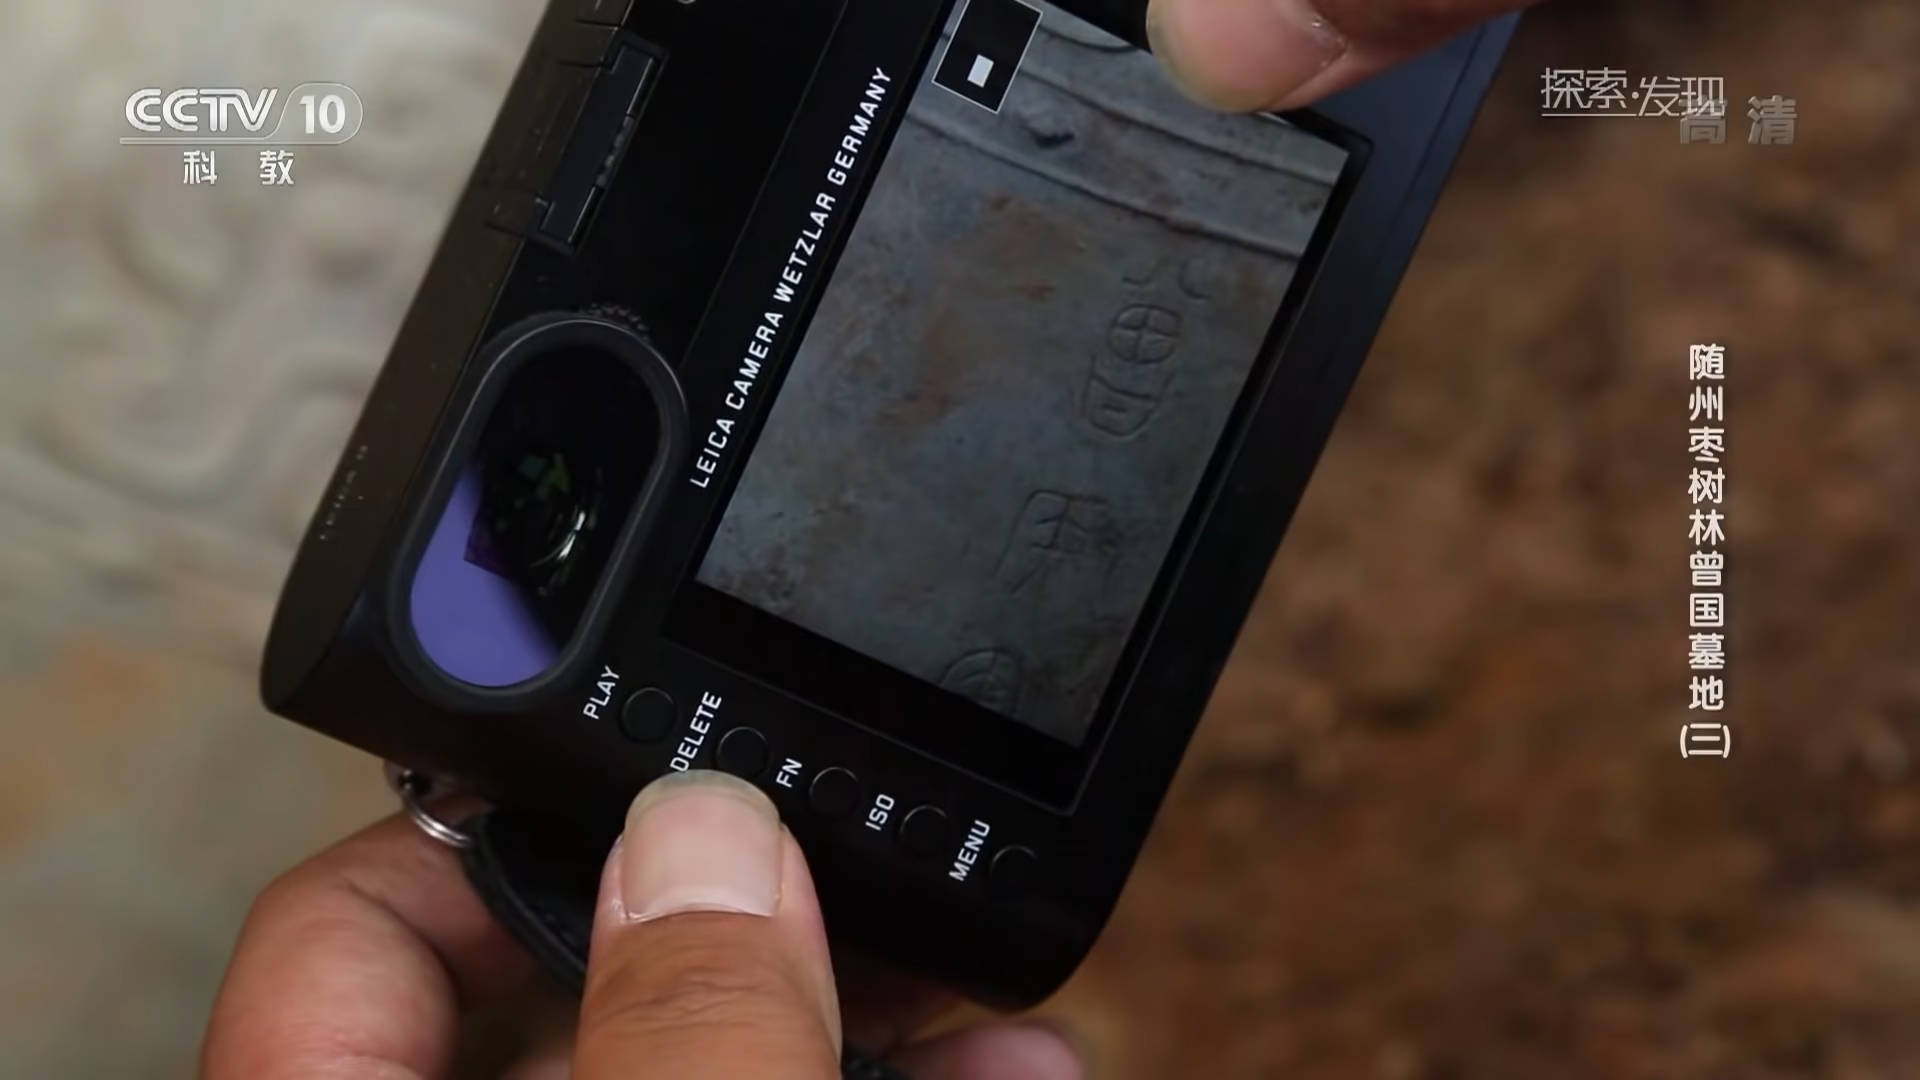 CCTV 10
科 教
探索·发现
高 清
随州枣树林曾国墓地(三)
LEICA CAMERA WETZLAR GERMANY
PLAY
DELETE
FN
ISO
MENU